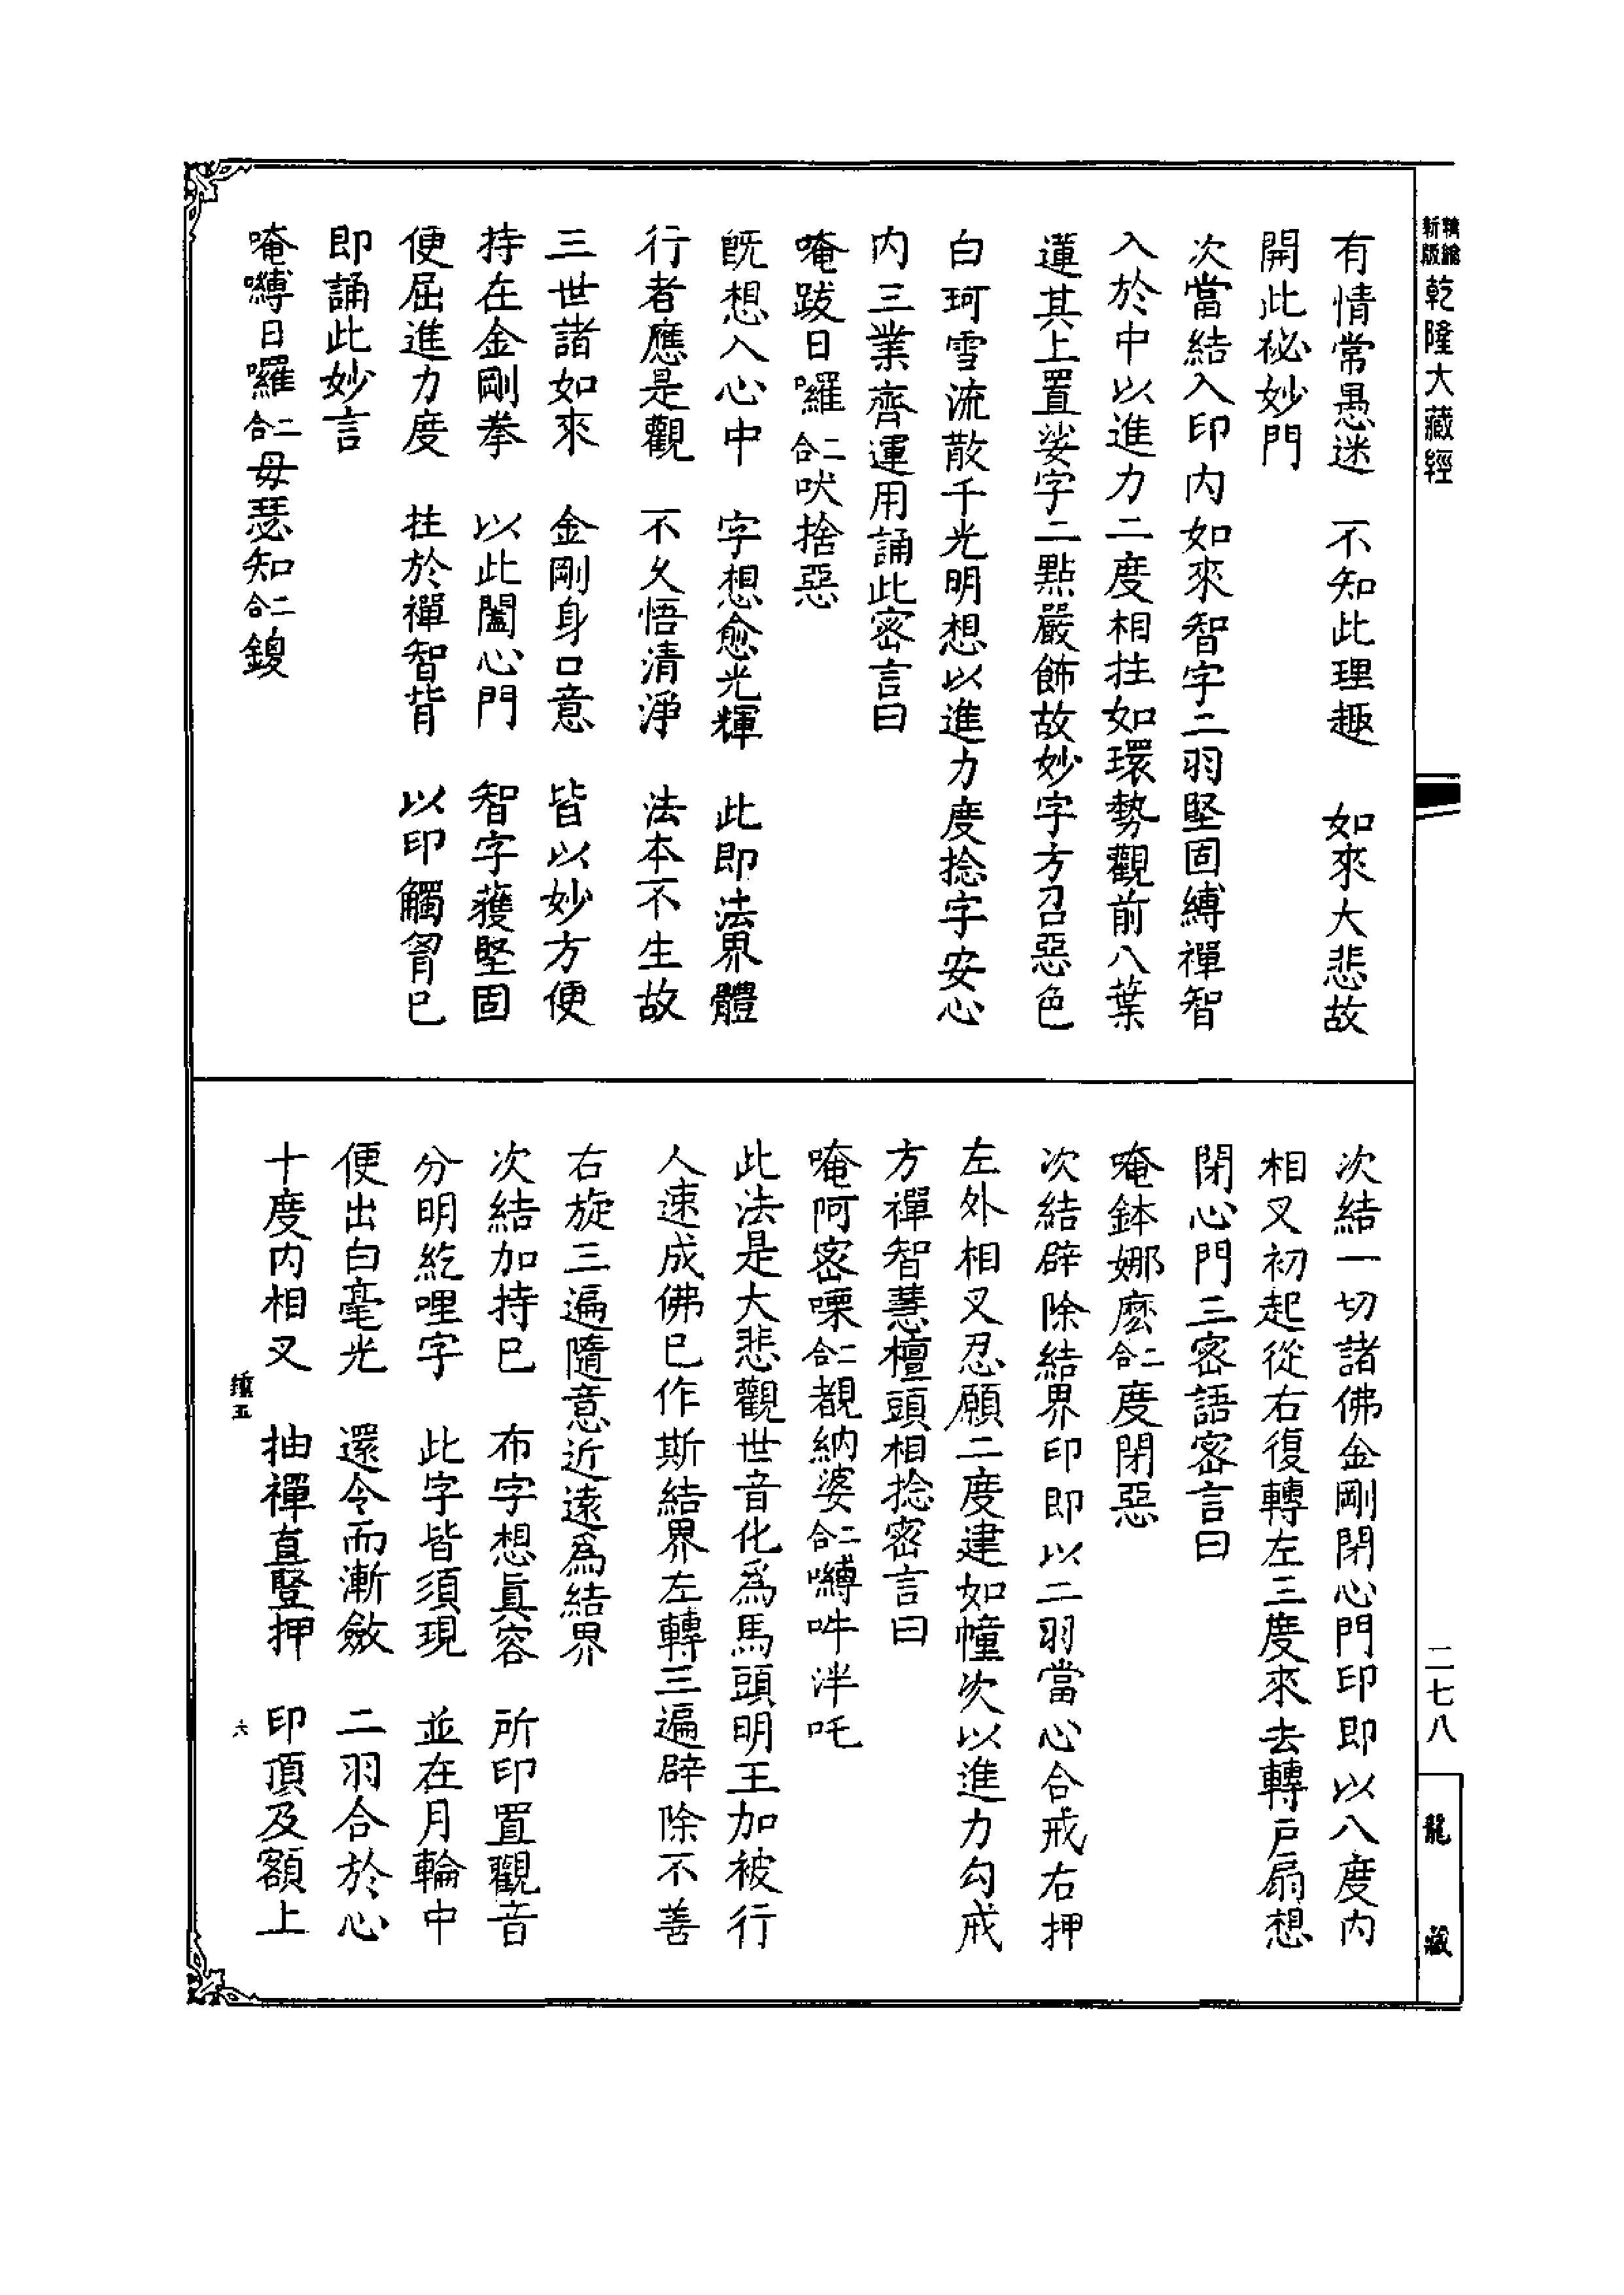 新版
乾隆大藏經
二七八
龍藏
有情常愚迷　不知此理趣　如來大悲故
開此祕妙門
次當結入印內如來智字二羽堅固縛禪智
入於中以進力二度相拄如環勢觀前八葉
蓮其上置娑字二點嚴飾故妙字方召惡色
白珂雪流散千光明想以進力度捻字安心
內三業齊運用誦此密言曰
唵跋日囉二合吠捨惡
既想入心中　字想愈光輝　此即法界體
行者應是觀　不久悟清淨　法本不生故
三世諸如來　金剛身口意　皆以妙方便
持在金剛拳　以此闔心門　智字獲堅固
便屈進力度　拄於禪智背　以印觸胷已
即誦此妙言
唵嚩日囉二合毋瑟知二合鑁
次結一切諸佛金剛閉心門印即以八度內
相叉初起從右復轉左三度來去轉戶扇想
閉心門三密語密言曰
唵鉢娜麽二合度閉惡
次結辟除結界印即以二羽當心合戒右押
左外相叉忍願二度建如幢次以進力勾戒
方禪智慧檀頭相捻密言曰
唵阿密㗚二合覩納婆二合嚩吽泮吒
此法是大悲觀世音化爲馬頭明王加被行
人速成佛已作斯結界左轉三遍辟除不善
右旋三遍隨意近遠爲結界
次結加持已　布字想眞容　所印置觀音
分明紇哩字　此字皆須現　並在月輪中
便出白毫光　還令而漸斂　二羽合於心
十度內相叉　抽禪直豎押　印頂及額上
六